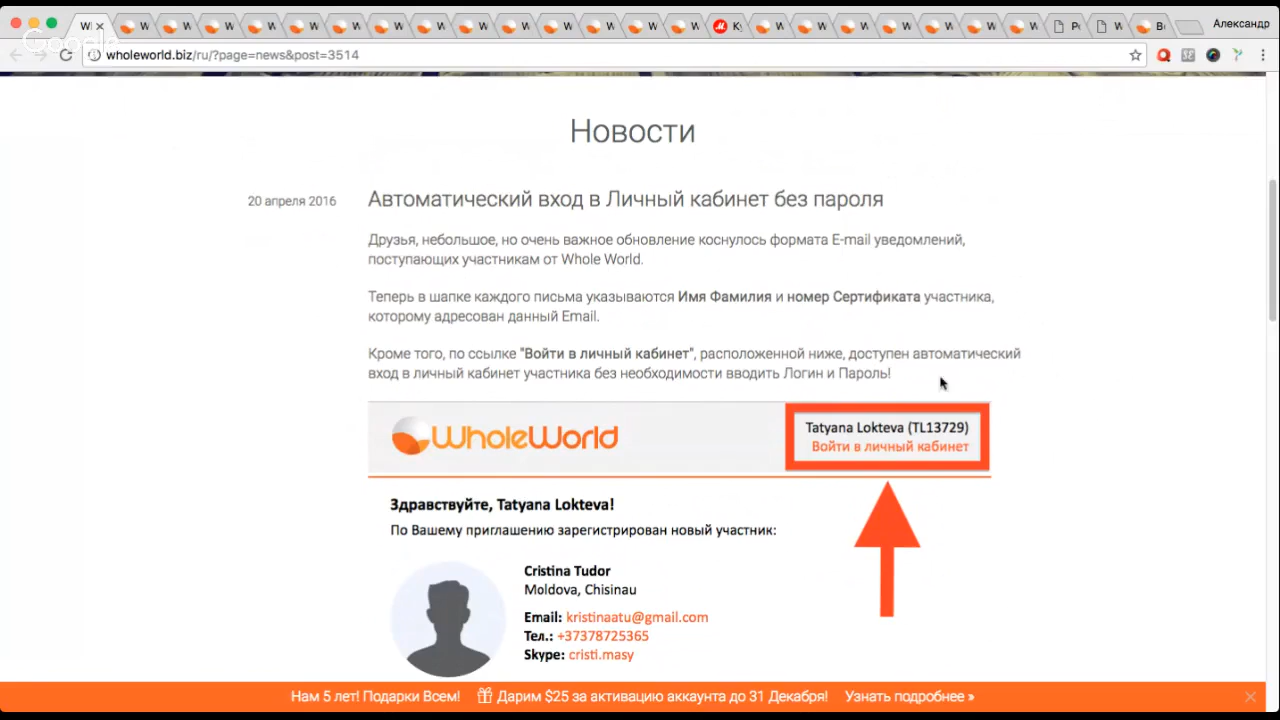 Wl
W
W
W
W
W
W
W
W
W
W
W
W
W
W
Ку
W
W
W
W
W
W
W
Рс
W
Во
Александр
Google
wholeworld.biz/ru/?page=news&post=3514
Новости
20 апреля 2016
Автоматический вход в Личный кабинет без пароля
Друзья, небольшое, но очень важное обновление коснулось формата E-mail уведомлений,
поступающих участникам от Whole World.
Теперь в шапке каждого письма указываются Имя Фамилия и номер Сертификата участника,
которому адресован данный Email.
Кроме того, по ссылке "Войти в личный кабинет", расположенной ниже, доступен автоматический
вход в личный кабинет участника без необходимости вводить Логин и Пароль!
WholeWorld
Tatyana Lokteva (TL13729)
Войти в личный кабинет
Здравствуйте, Tatyana Lokteva!
По Вашему приглашению зарегистрирован новый участник:
Cristina Tudor
Moldova, Chisinau
Email: kristinaatu@gmail.com
Тел.: +37378725365
Skype: cristi.masy
Нам 5 лет! Подарки Всем! Дарим $25 за активацию аккаунта до 31 Декабря! Узнать подробнее »